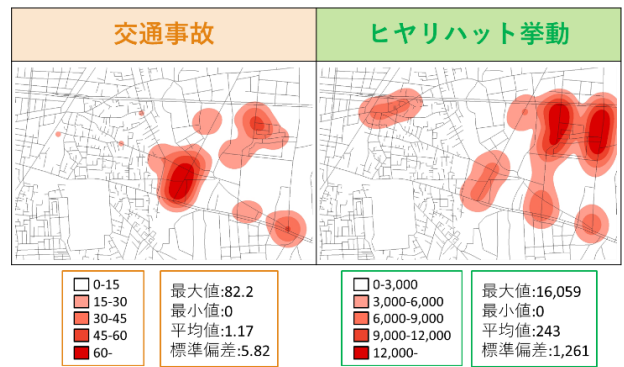 交通事故
ヒヤリハット挙動
0-15
15-30
30-45
45-60
60-
最大値:82.2
最小値:0
平均値:1.17
標準偏差:5.82
0-3,000
3,000-6,000
6,000-9,000
9,000-12,000
12,000-
最大値:16,059
最小値:0
平均値:243
標準偏差:1,261